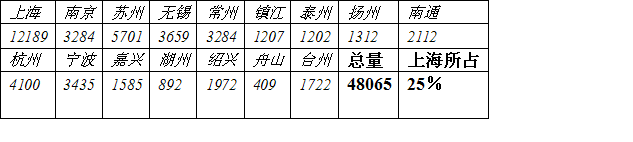 上海 南京 苏州 无锡 常州 镇江 泰州 扬州 南通
12189 3284 5701 3659 3284 1207 1202 1312 2112
杭州 宁波 嘉兴 湖州 绍兴 舟山 台州 总量 上海所占
4100 3435 1585 892 1972 409 1722 48065 25%